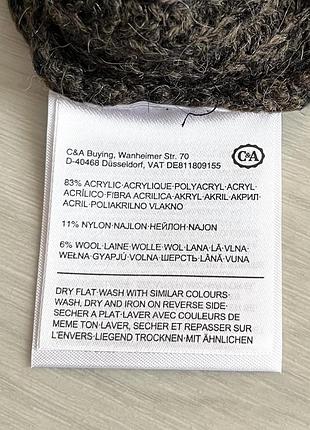 C&A Buying, Wanheimer Str. 70
D-40468 Düsseldorf, VAT DE811809155
C&A
83% ACRYLIC·ACRYLIQUE·POLYACRYL·ACRYL·
ACRÍLICO·FIBRA ACRILICA·AKRYL·AKRIL·АКРИЛ·
ACRIL·POLIAKRILNO VLAKNO
11% NYLON·NAJLON·НЕЙЛОН·NAJON
6% WOOL·LAINE·WOLLE·WOL·LANA·LÃ·VLNA·
WEŁNA·GYAPJÚ·VOLNA·ШЕРСТЬ·LÂNĂ·VUNA
DRY FLAT·WASH WITH SIMILAR COLOURS·
WASH, DRY AND IRON ON REVERSE SIDE·
SECHER A PLAT·LAVER AVEC COULEURS DE
MEME TON·LAVER, SECHER ET REPASSER SUR
L'ENVERS·LIEGEND TROCKNEN·MIT ÄHNLICHEN